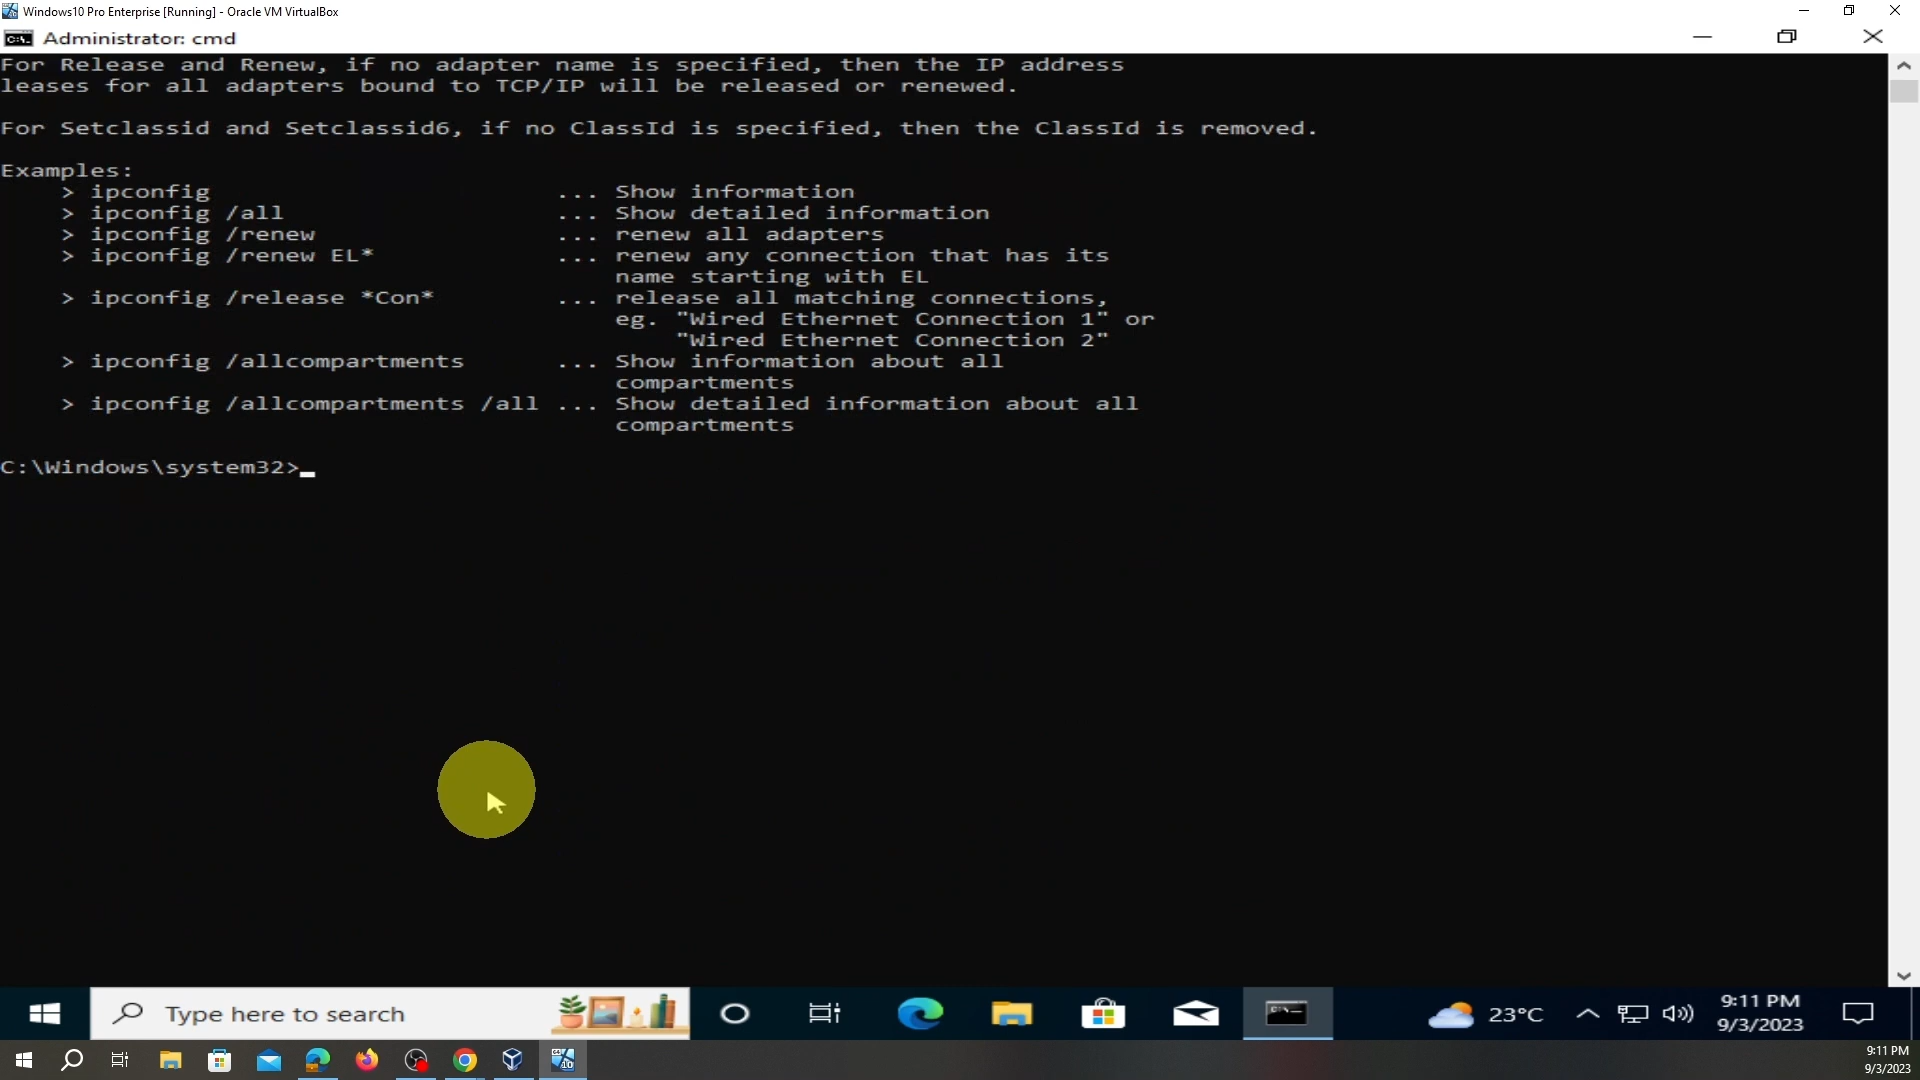 Windows10 Pro Enterprise [Running] - Oracle VM VirtualBox
Administrator: cmd
For Release and Renew, if no adapter name is specified, then the IP address
leases for all adapters bound to TCP/IP will be released or renewed.
For Setclassid and Setclassid6, if no ClassId is specified, then the ClassId is removed.
Examples:
> ipconfig ... Show information
> ipconfig /all ... Show detailed information
> ipconfig /renew ... renew all adapters
> ipconfig /renew EL* ... renew any connection that has its
name starting with EL
> ipconfig /release *Con* ... release all matching connections,
eg. "Wired Ethernet Connection 1" or
"Wired Ethernet Connection 2"
> ipconfig /allcompartments ... Show information about all
compartments
> ipconfig /allcompartments /all ... Show detailed information about all
compartments
C:\Windows\system32>
Type here to search
23°C
9:11 PM
9/3/2023
9:11 PM
9/3/2023